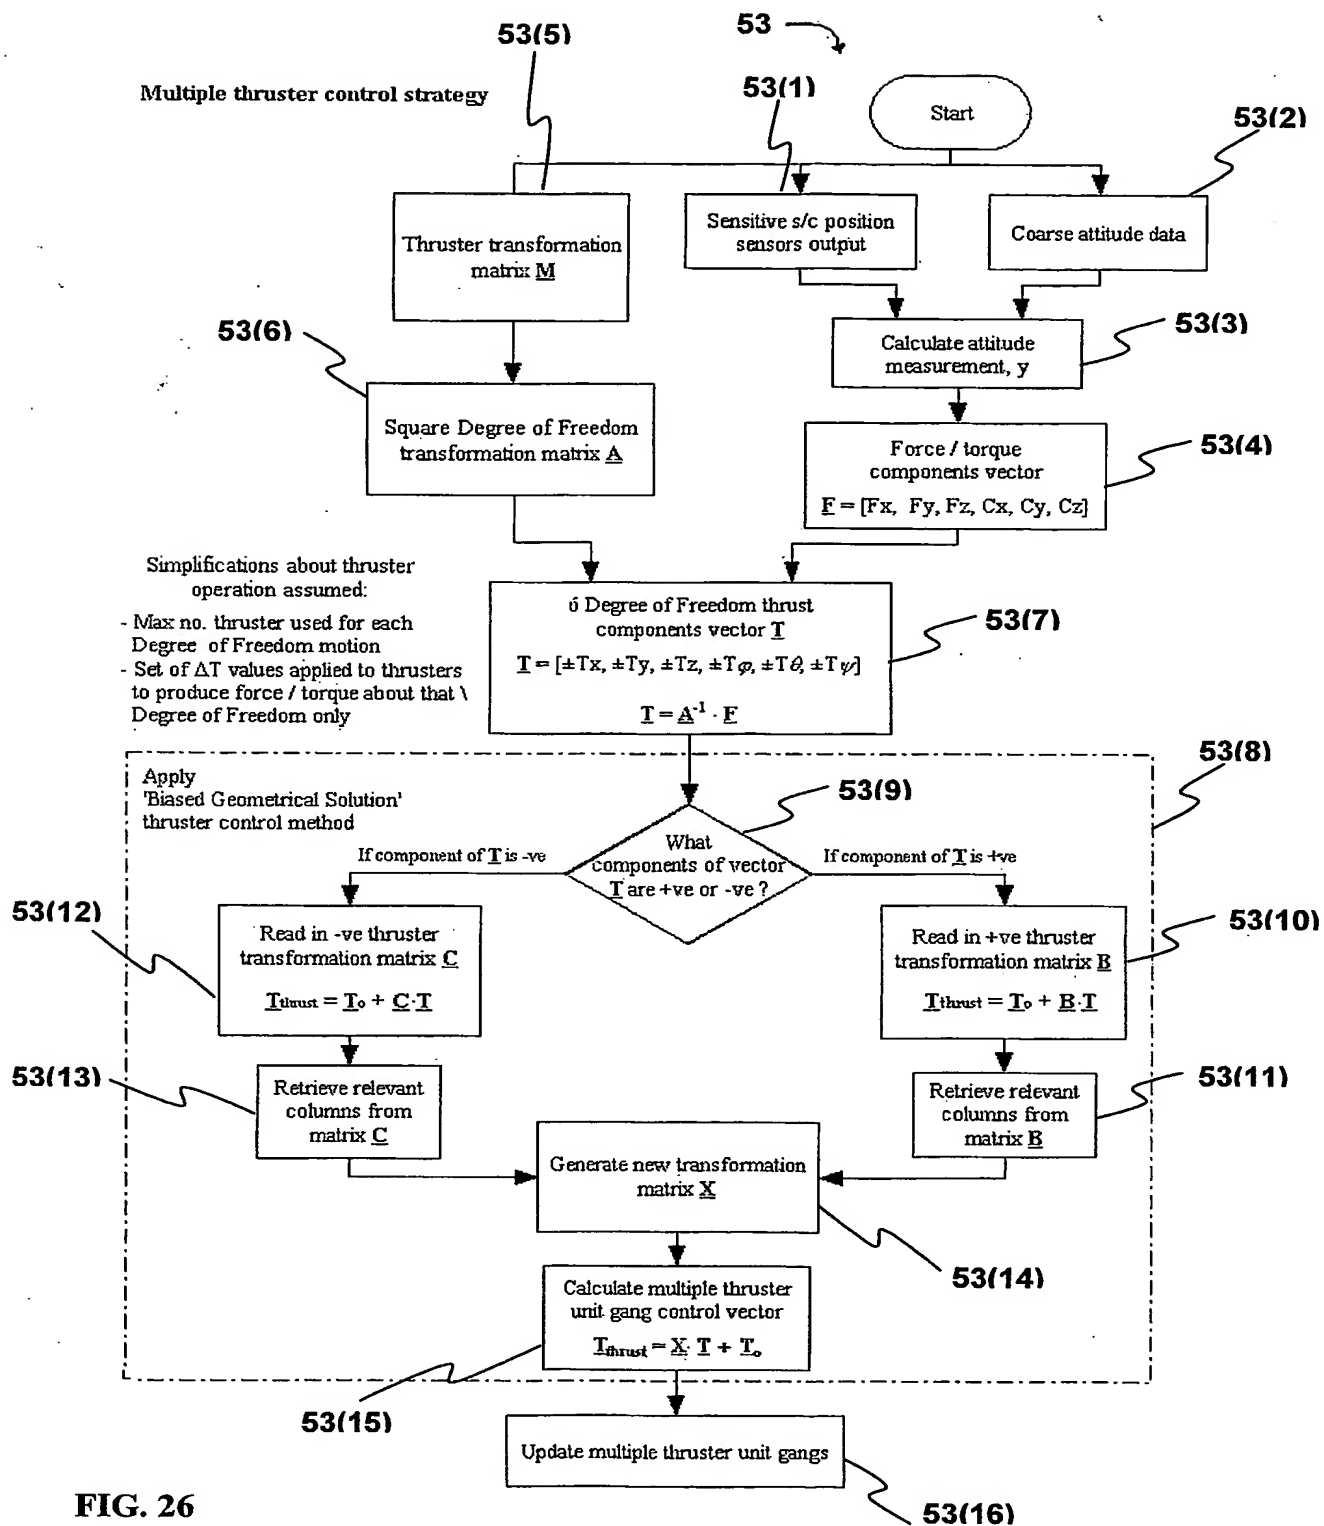 53
53(5)
53(1)
Multiple thruster control strategy
Start
53(2)
Thruster transformation
matrix M
Sensitive s/c position
sensors output
Coarse attitude data
53(6)
53(3)
Calculate attitude
measurement, y
Square Degree of Freedom
transformation matrix A
53(4)
Force / torque
components vector
F = [Fx, Fy, Fz, Cx, Cy, Cz]
Simplifications about thruster
operation assumed:
- Max no. thruster used for each
Degree of Freedom motion
- Set of ΔT values applied to thrusters
to produce force / torque about that \
Degree of Freedom only
6 Degree of Freedom thrust
components vector T
T = [±Tx, ±Ty, ±Tz, ±Tφ, ±Tθ, ±Tψ]
T = A⁻¹ · F
53(7)
53(8)
Apply
'Biased Geometrical Solution'
thruster control method
53(9)
What
components of vector
T are +ve or -ve ?
If component of T is -ve
If component of T is +ve
53(12)
Read in -ve thruster
transformation matrix C
Tthrust = To + C·T
53(10)
Read in +ve thruster
transformation matrix B
Tthrust = To + B·T
53(13)
Retrieve relevant
columns from
matrix C
53(11)
Retrieve relevant
columns from
matrix B
Generate new transformation
matrix X
53(14)
Calculate multiple thruster
unit gang control vector
Tthrust = X· T + To
53(15)
Update multiple thruster unit gangs
53(16)
FIG. 26